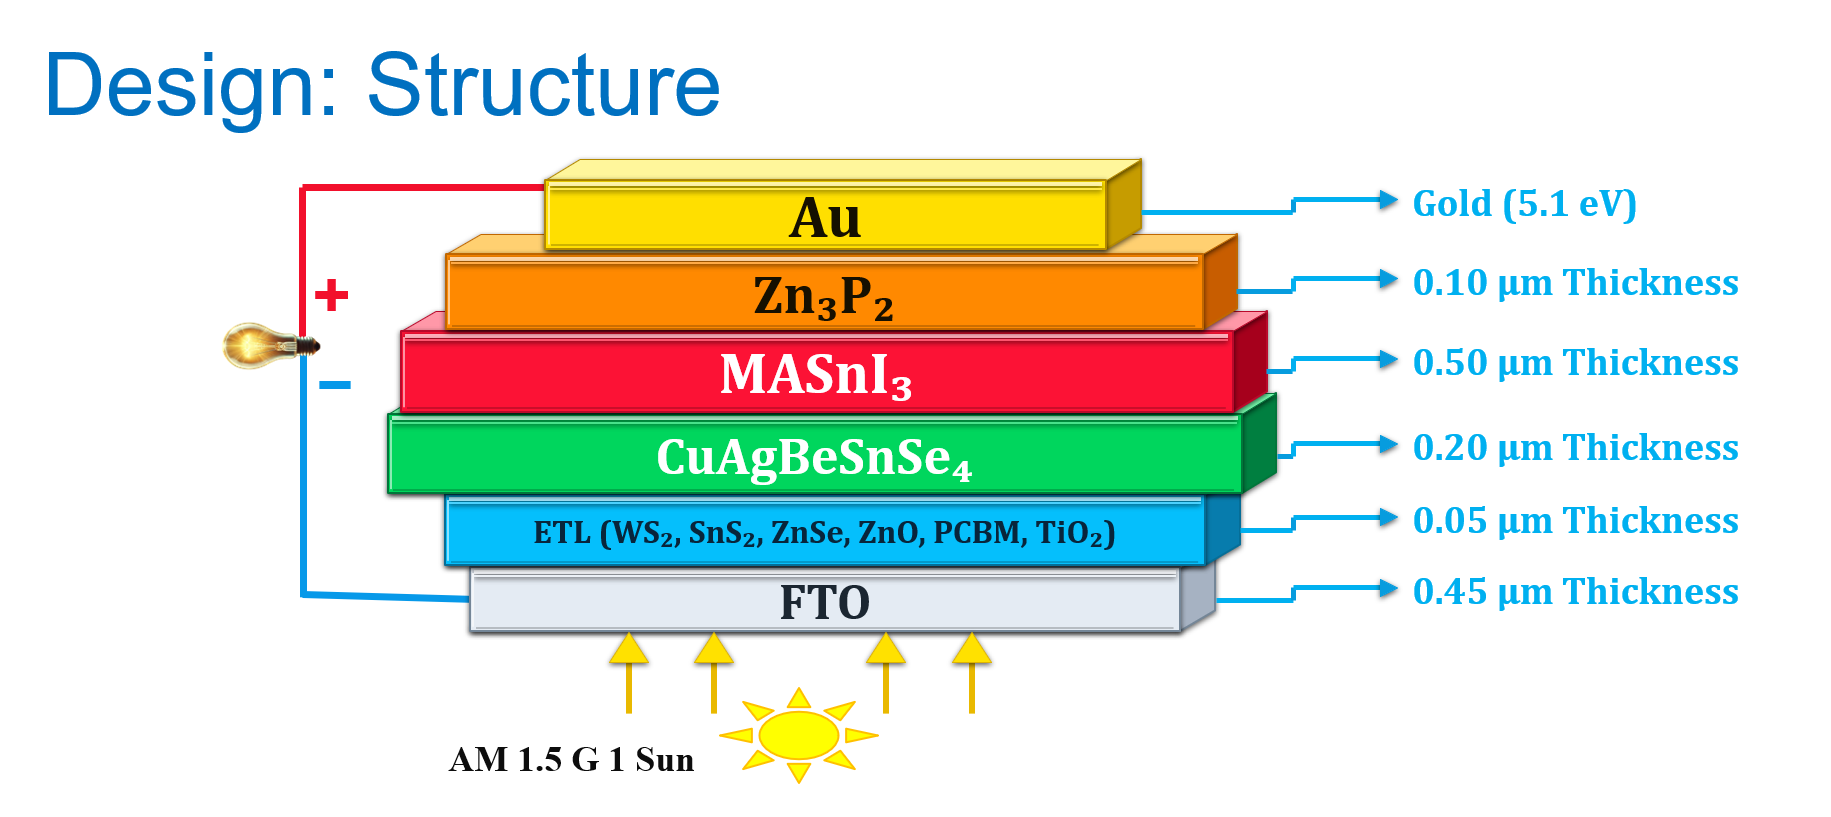 Design: Structure
Au
Gold (5.1 eV)
Zn₃P₂
0.10 µm Thickness
+
MASnI₃
0.50 µm Thickness
−
CuAgBeSnSe₄
0.20 µm Thickness
ETL (WS₂, SnS₂, ZnSe, ZnO, PCBM, TiO₂)
0.05 µm Thickness
FTO
0.45 µm Thickness
AM 1.5 G 1 Sun